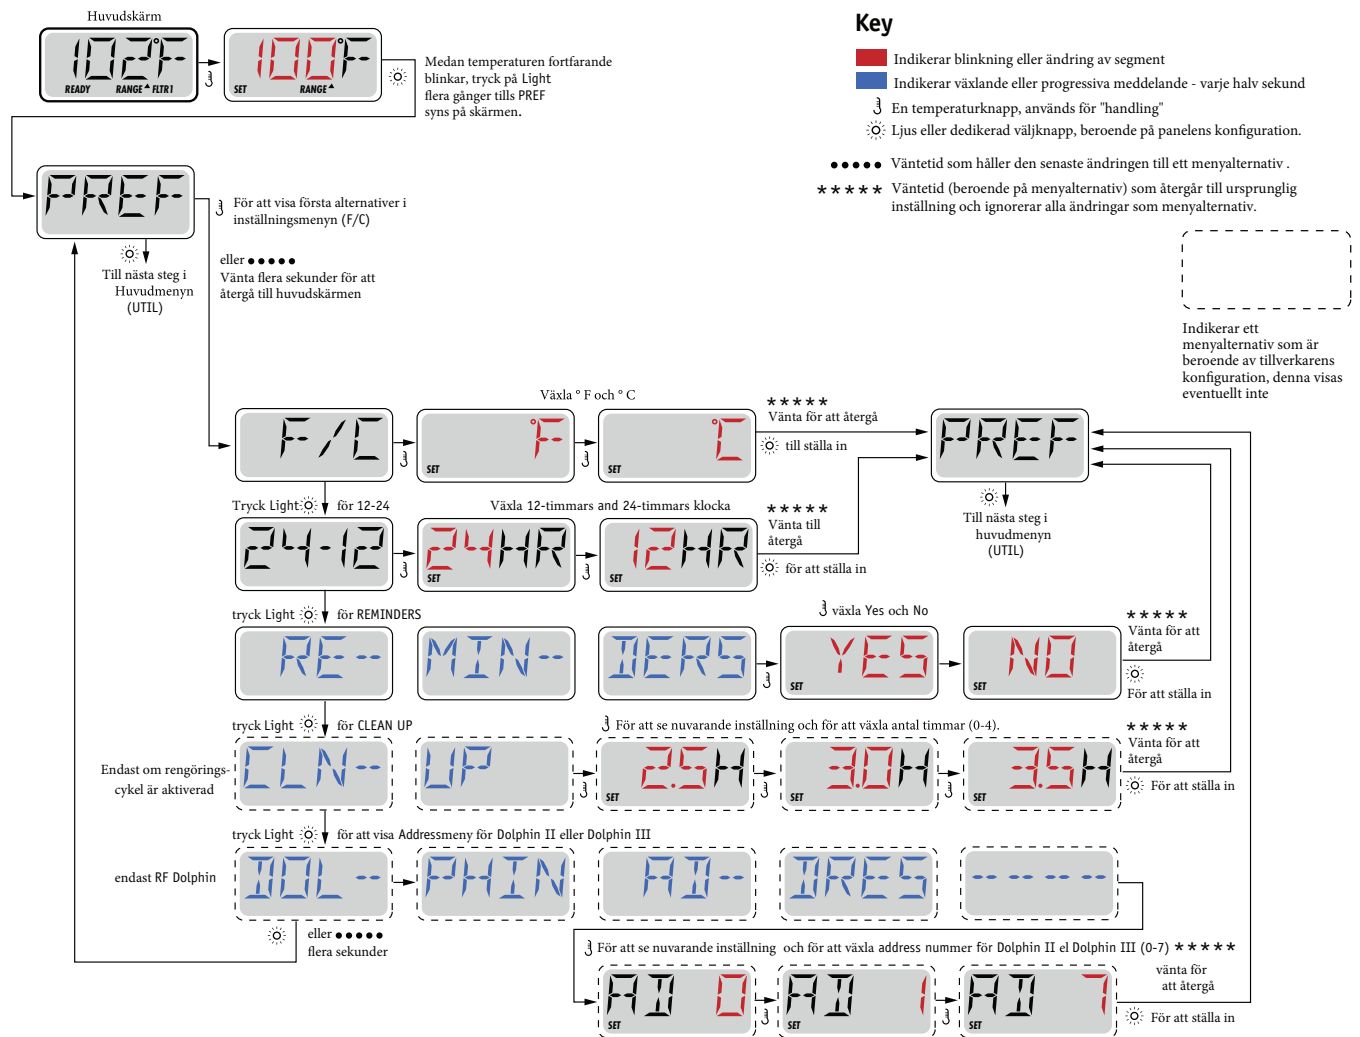 Huvudskärm
102°F
READY RANGE FLTR1
100°F
SET RANGE
Medan temperaturen fortfarande
blinkar, tryck på Light
flera gånger tills PREF
syns på skärmen.
Key
Indikerar blinkning eller ändring av segment
Indikerar växlande eller progressiva meddelande - varje halv sekund
En temperaturknapp, används för "handling"
Ljus eller dedikerad väljknapp, beroende på panelens konfiguration.
●●●●● Väntetid som håller den senaste ändringen till ett menyalternativ .
***** Väntetid (beroende på menyalternativ) som återgår till ursprunglig
inställning och ignorerar alla ändringar som menyalternativ.
Indikerar ett
menyalternativ som är
beroende av tillverkarens
konfiguration, denna visas
eventuellt inte
PREF
För att visa första alternativer i
inställningsmenyn (F/C)
eller ●●●●●
Vänta flera sekunder för att
återgå till huvudskärmen
Till nästa steg i
Huvudmenyn
(UTIL)
Växla ° F och ° C
F/C
°F
SET
°C
SET
*****
Vänta för att återgå
till ställa in
PREF
Till nästa steg i
huvudmenyn
(UTIL)
Tryck Light för 12-24
Växla 12-timmars and 24-timmars klocka
24-12
24HR
SET
12HR
SET
*****
Vänta till
återgå
för att ställa in
tryck Light för REMINDERS
växla Yes och No
RE--
MIN--
DERS
YES
SET
NO
SET
*****
Vänta för att
återgå
För att ställa in
tryck Light för CLEAN UP
För att se nuvarande inställning och för att växla antal timmar (0-4).
Endast om rengörings-
cykel är aktiverad
CLN--
UP
2.5H
SET
3.0H
SET
3.5H
SET
*****
Vänta för att
återgå
För att ställa in
tryck Light för att visa Addressmeny för Dolphin II eller Dolphin III
endast RF Dolphin
DOL--
PHIN
AD--
DRES
-- -- -- -- --
eller ●●●●●
flera sekunder
För att se nuvarande inställning och för att växla address nummer för Dolphin II el Dolphin III (0-7) *****
AD 0
SET
AD 1
SET
AD 7
SET
vänta för
att återgå
För att ställa in